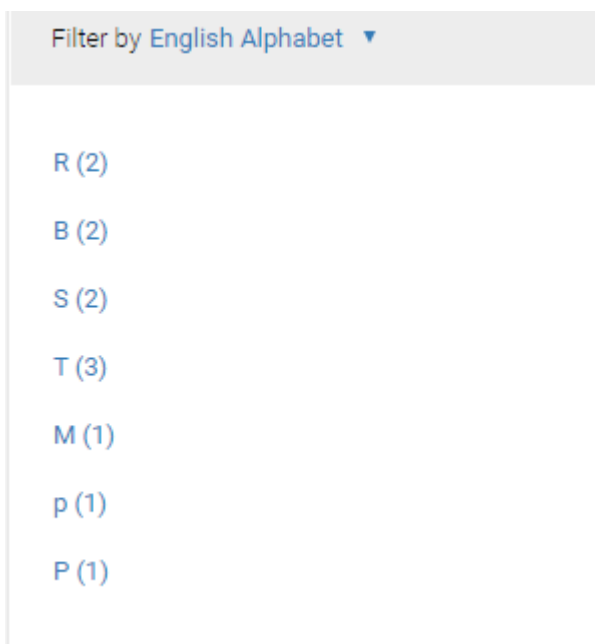 Filter by English Alphabet ▼
R (2)
B (2)
S (2)
T (3)
M (1)
p (1)
P (1)